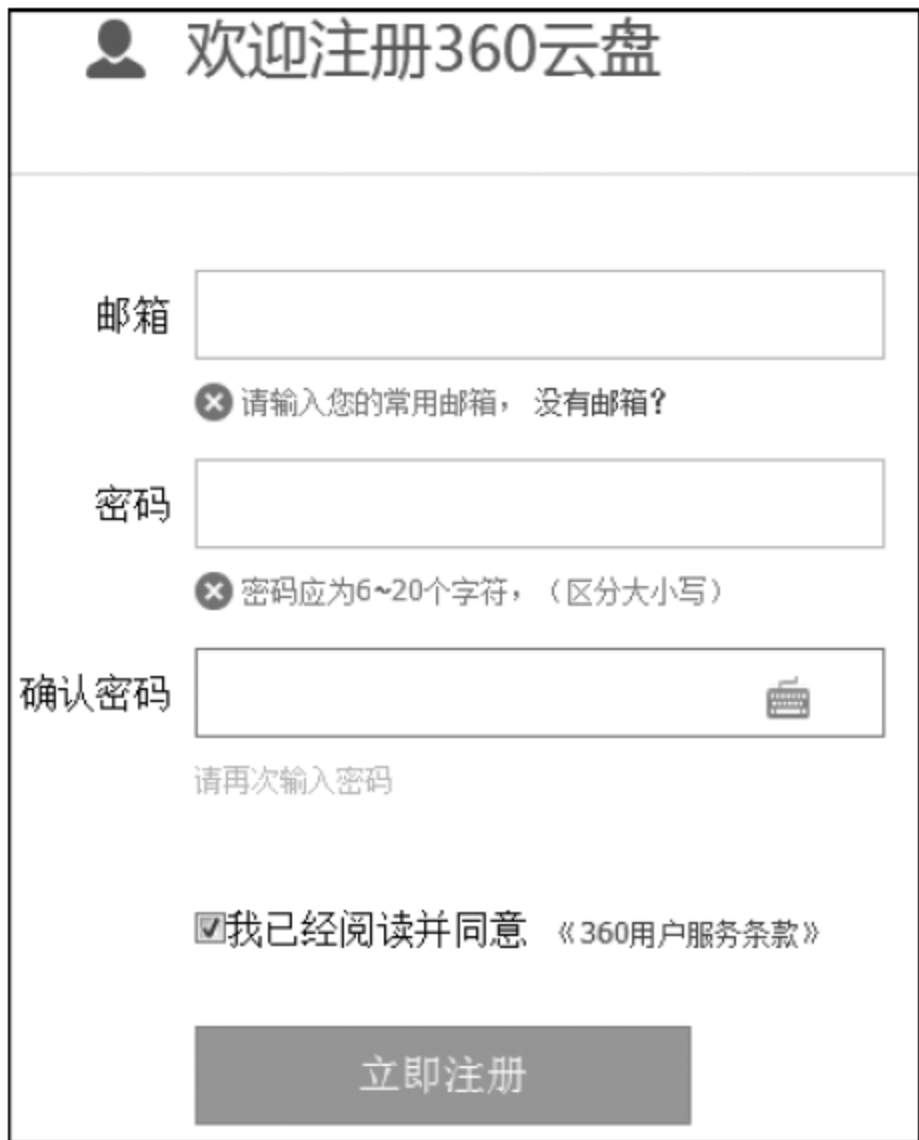 欢迎注册360云盘
邮箱
请输入您的常用邮箱， 没有邮箱？
密码
密码应为6~20个字符，（区分大小写）
确认密码
请再次输入密码
我已经阅读并同意 《360用户服务条款》
立即注册